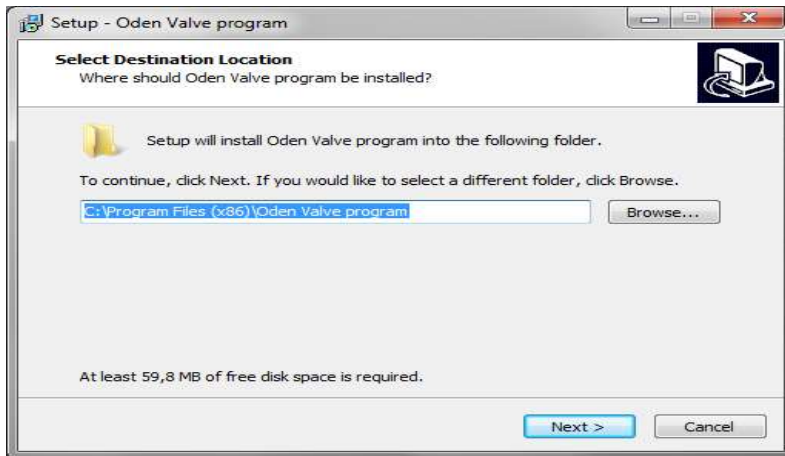 Setup - Oden Valve program
Select Destination Location
Where should Oden Valve program be installed?
Setup will install Oden Valve program into the following folder.
To continue, click Next. If you would like to select a different folder, click Browse.
C:\Program Files (x86)\Oden Valve program
Browse...
At least 59,8 MB of free disk space is required.
Next >
Cancel